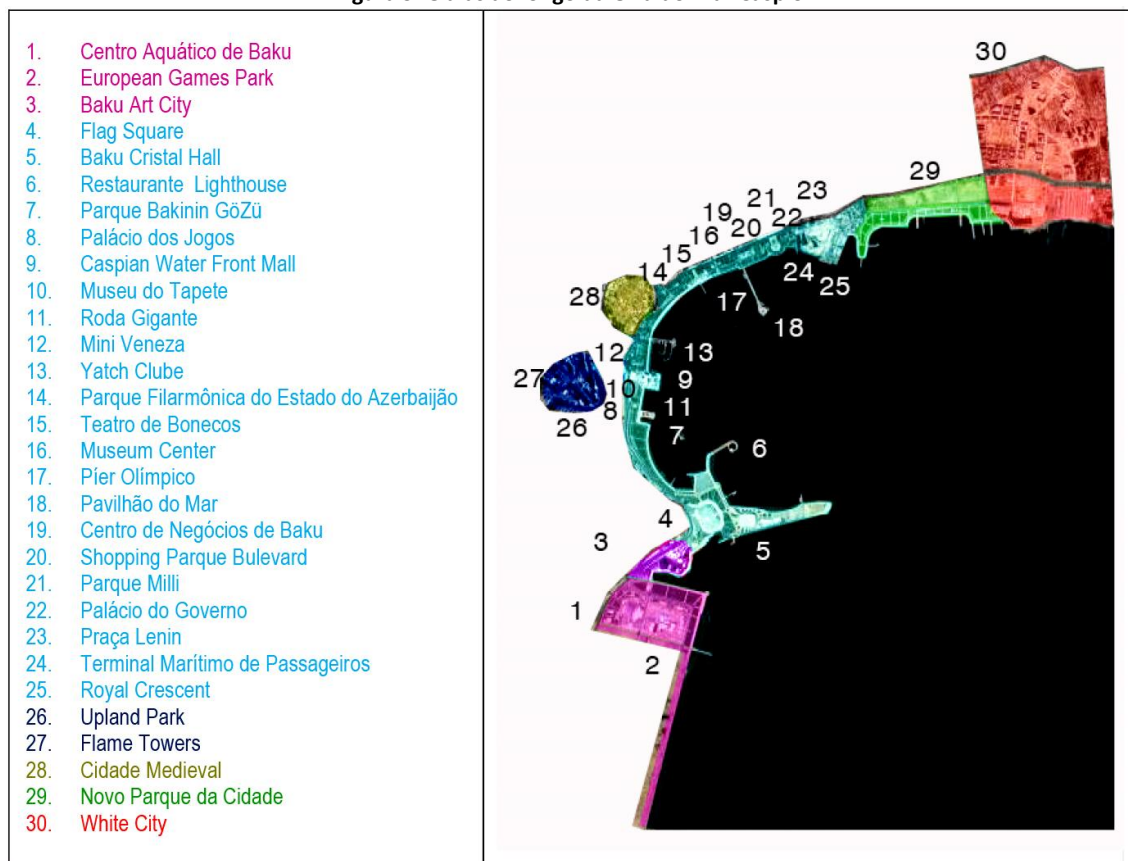 1. Centro Aquático de Baku
2. European Games Park
3. Baku Art City
4. Flag Square
5. Baku Cristal Hall
6. Restaurante Lighthouse
7. Parque Bakinin GöZü
8. Palácio dos Jogos
9. Caspian Water Front Mall
10. Museu do Tapete
11. Roda Gigante
12. Mini Veneza
13. Yatch Clube
14. Parque Filarmônica do Estado do Azerbaijão
15. Teatro de Bonecos
16. Museum Center
17. Píer Olímpico
18. Pavilhão do Mar
19. Centro de Negócios de Baku
20. Shopping Parque Bulevard
21. Parque Milli
22. Palácio do Governo
23. Praça Lenin
24. Terminal Marítimo de Passageiros
25. Royal Crescent
26. Upland Park
27. Flame Towers
28. Cidade Medieval
29. Novo Parque da Cidade
30. White City
30
29
23
21
22
19
20
16
15
24
25
14
28
17
18
12
13
27
10
9
8
11
26
7
6
4
5
3
1
2